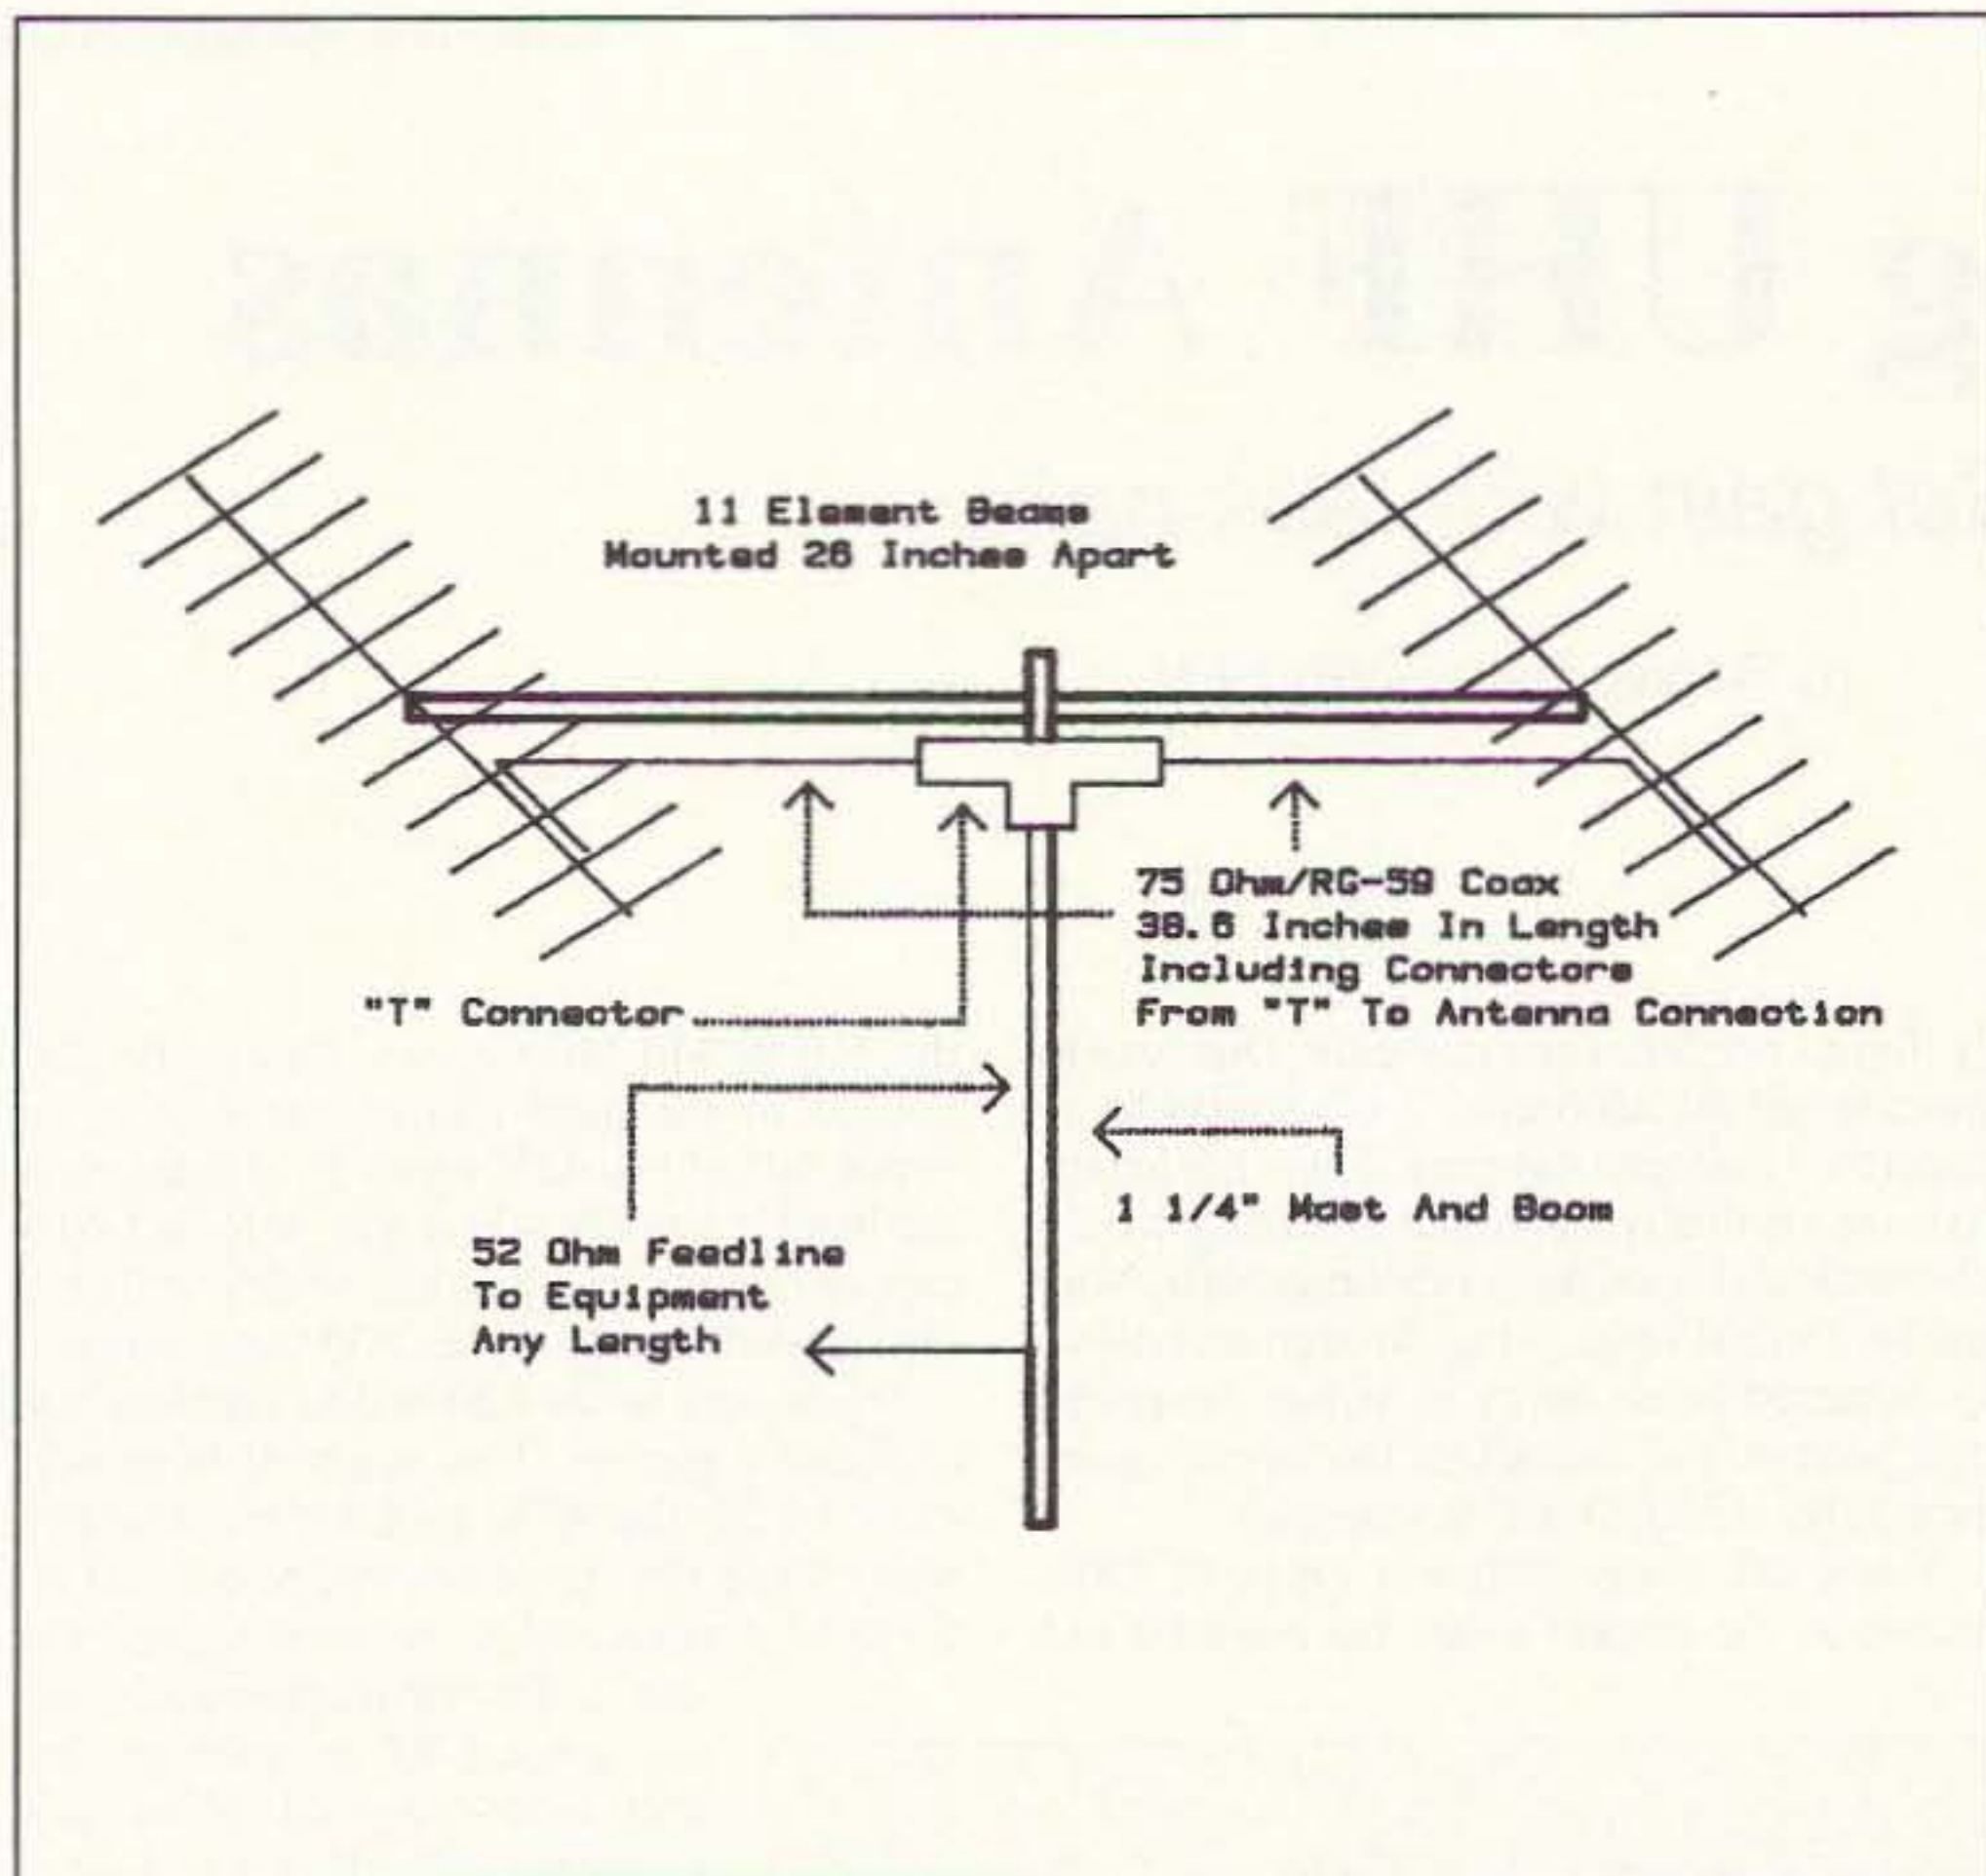 11 Element Beams
Mounted 26 Inches Apart
75 Ohm/RG-59 Coax
38.6 Inches In Length
Including Connectors
From "T" To Antenna Connection
"T" Connector
1 1/4" Mast And Boom
52 Ohm Feedline
To Equipment
Any Length